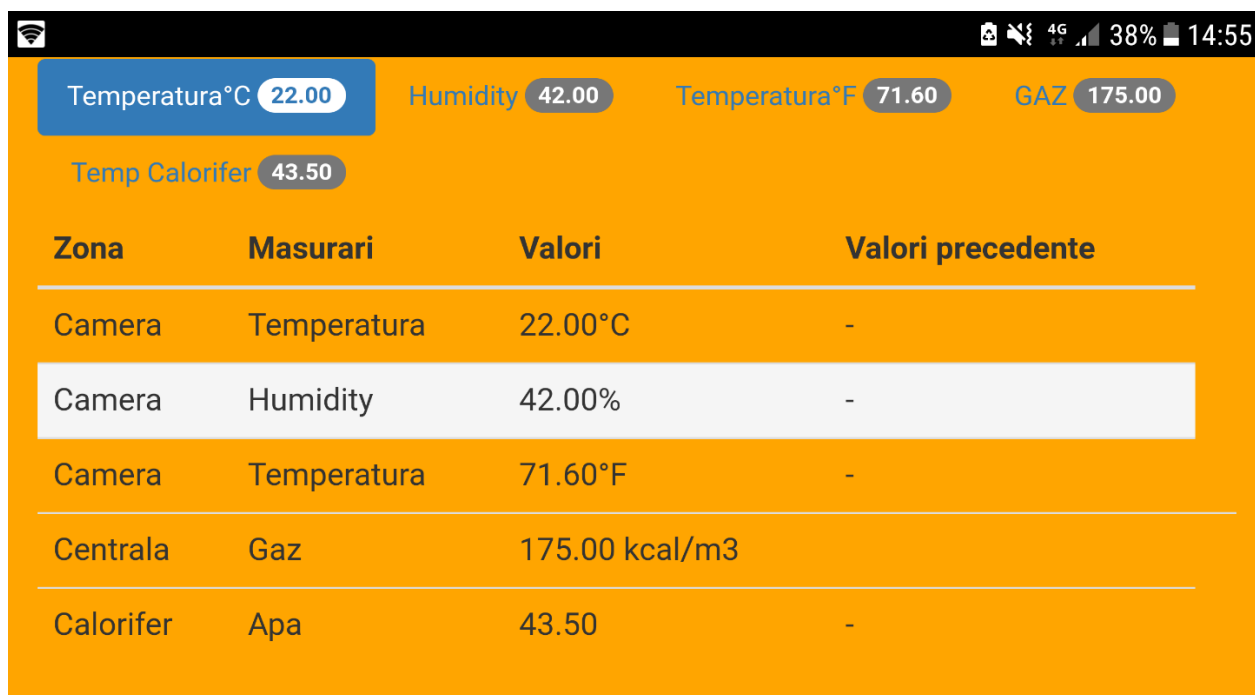 4G 38% 14:55
Temperatura°C 22.00 Humidity 42.00 Temperatura°F 71.60 GAZ 175.00
Temp Calorifer 43.50
Zona Masurari Valori Valori precedente
Camera Temperatura 22.00°C -
Camera Humidity 42.00% -
Camera Temperatura 71.60°F -
Centrala Gaz 175.00 kcal/m3
Calorifer Apa 43.50 -